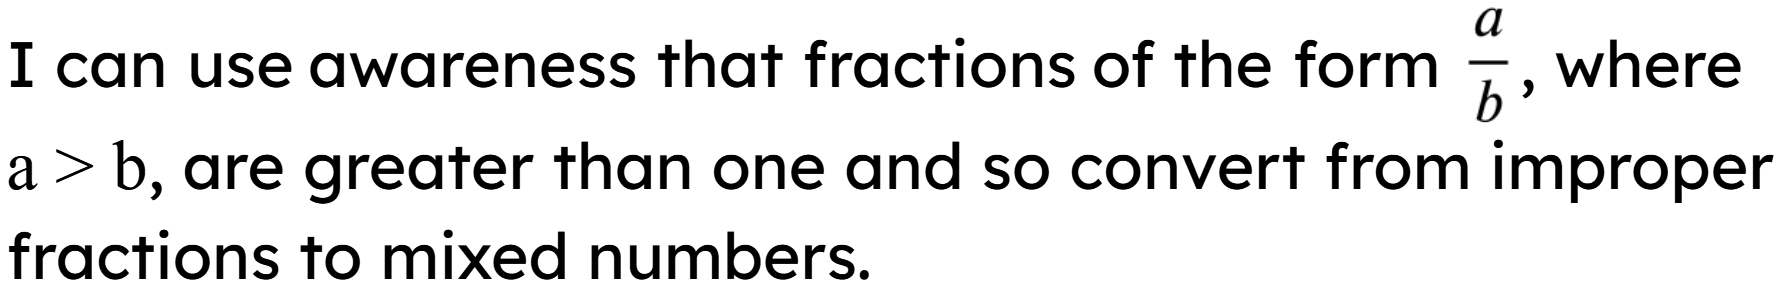 I can use awareness that fractions of the form $\frac{a}{b}$, where
a > b, are greater than one and so convert from improper
fractions to mixed numbers.